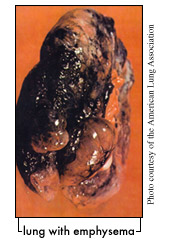 lung with emphysema
Photo courtesy of the American Lung Association